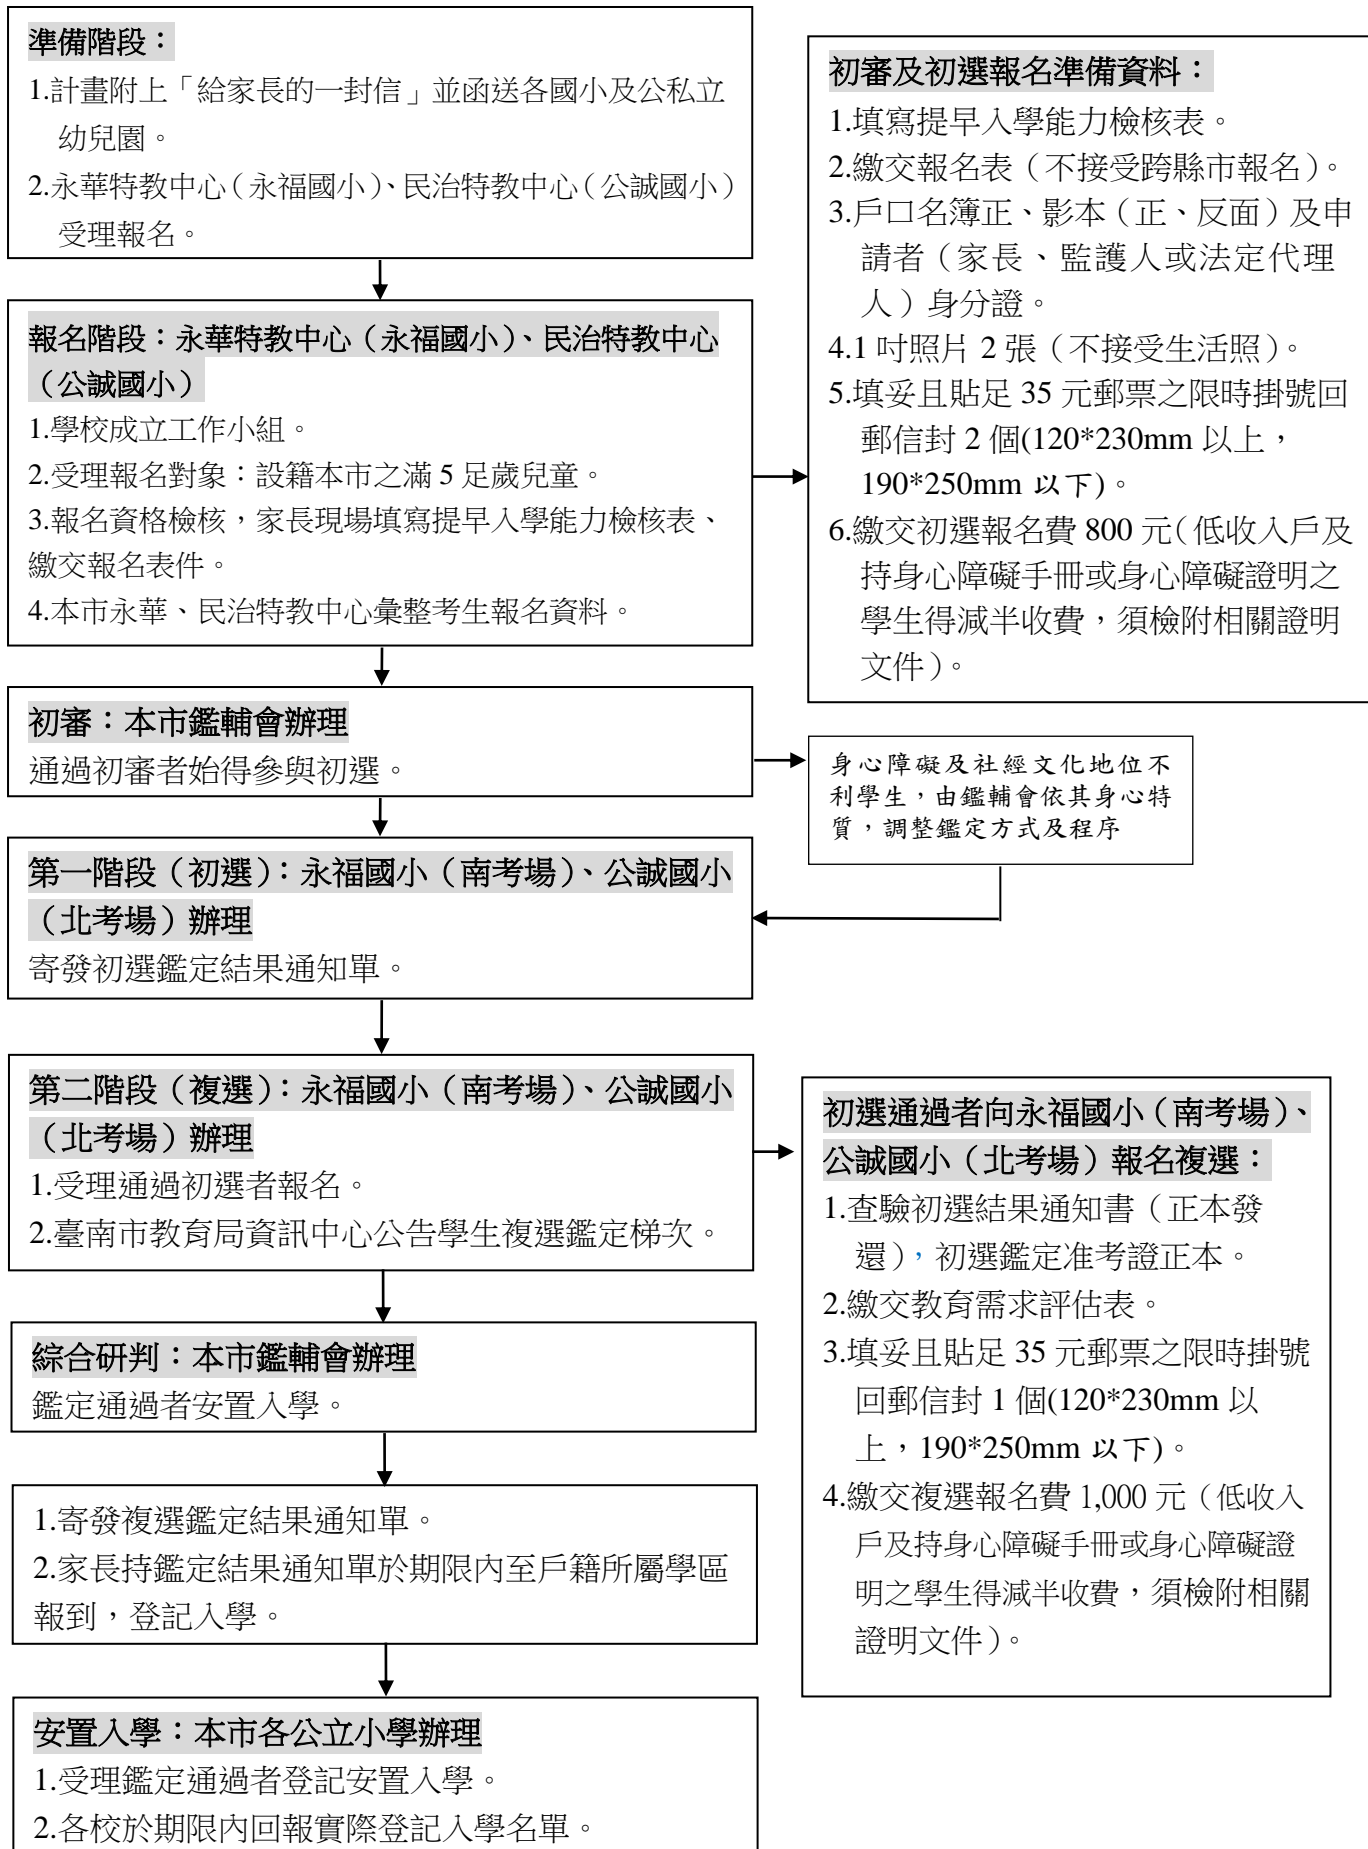 準備階段：
1.計畫附上「給家長的一封信」並函送各國小及公私立
幼兒園。
2.永華特教中心（永福國小）、民治特教中心（公誠國小）
受理報名。
報名階段：永華特教中心（永福國小）、民治特教中心
（公誠國小）
1.學校成立工作小組。
2.受理報名對象：設籍本市之滿 5 足歲兒童。
3.報名資格檢核，家長現場填寫提早入學能力檢核表、
繳交報名表件。
4.本市永華、民治特教中心彙整考生報名資料。
初審及初選報名準備資料：
1.填寫提早入學能力檢核表。
2.繳交報名表（不接受跨縣市報名）。
3.戶口名簿正、影本（正、反面）及申
請者（家長、監護人或法定代理
人）身分證。
4.1 吋照片 2 張（不接受生活照）。
5.填妥且貼足 35 元郵票之限時掛號回
郵信封 2 個(120*230mm 以上，
190*250mm 以下)。
6.繳交初選報名費 800 元（低收入戶及
持身心障礙手冊或身心障礙證明之
學生得減半收費，須檢附相關證明
文件）。
初審：本市鑑輔會辦理
通過初審者始得參與初選。
身心障礙及社經文化地位不
利學生，由鑑輔會依其身心特
質，調整鑑定方式及程序
第一階段（初選）：永福國小（南考場）、公誠國小
（北考場）辦理
寄發初選鑑定結果通知單。
第二階段（複選）：永福國小（南考場）、公誠國小
（北考場）辦理
1.受理通過初選者報名。
2.臺南市教育局資訊中心公告學生複選鑑定梯次。
初選通過者向永福國小（南考場）、
公誠國小（北考場）報名複選：
1.查驗初選結果通知書（正本發
還），初選鑑定准考證正本。
2.繳交教育需求評估表。
3.填妥且貼足 35 元郵票之限時掛號
回郵信封 1 個(120*230mm 以
上，190*250mm 以下)。
4.繳交複選報名費 1,000 元（低收入
戶及持身心障礙手冊或身心障礙證
明之學生得減半收費，須檢附相關
證明文件）。
綜合研判：本市鑑輔會辦理
鑑定通過者安置入學。
1.寄發複選鑑定結果通知單。
2.家長持鑑定結果通知單於期限內至戶籍所屬學區
報到，登記入學。
安置入學：本市各公立小學辦理
1.受理鑑定通過者登記安置入學。
2.各校於期限內回報實際登記入學名單。